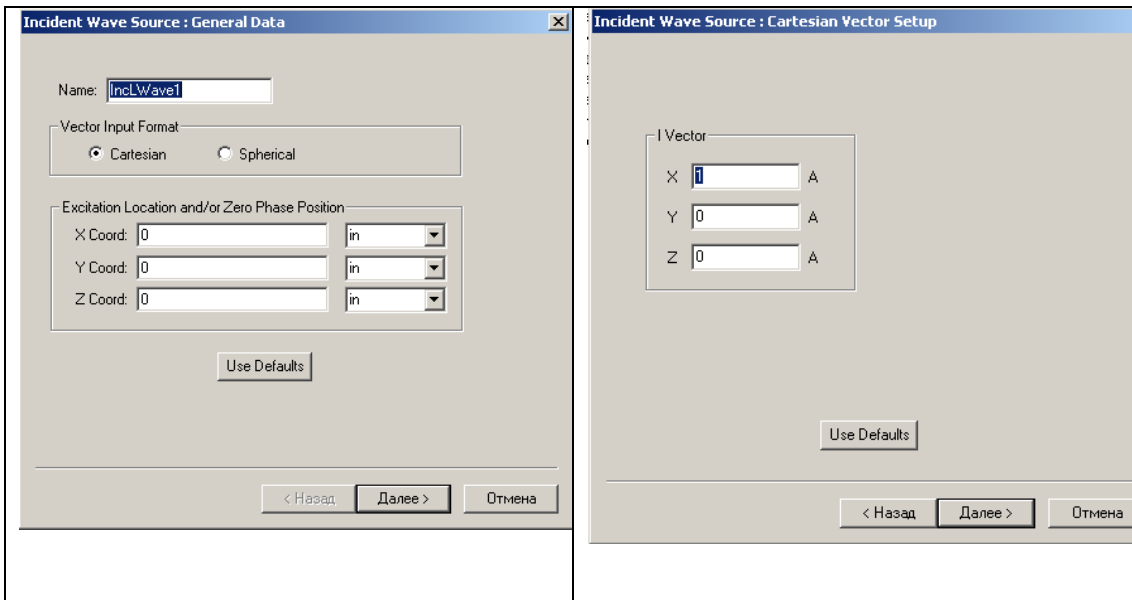 Incident Wave Source : General Data
Name: IncLWave1
Vector Input Format
Cartesian Spherical
Excitation Location and/or Zero Phase Position
X Coord: 0 in
Y Coord: 0 in
Z Coord: 0 in
Use Defaults
< Назад Далее > Отмена
Incident Wave Source : Cartesian Vector Setup
I Vector
X 1 A
Y 0 A
Z 0 A
Use Defaults
< Назад Далее > Отмена